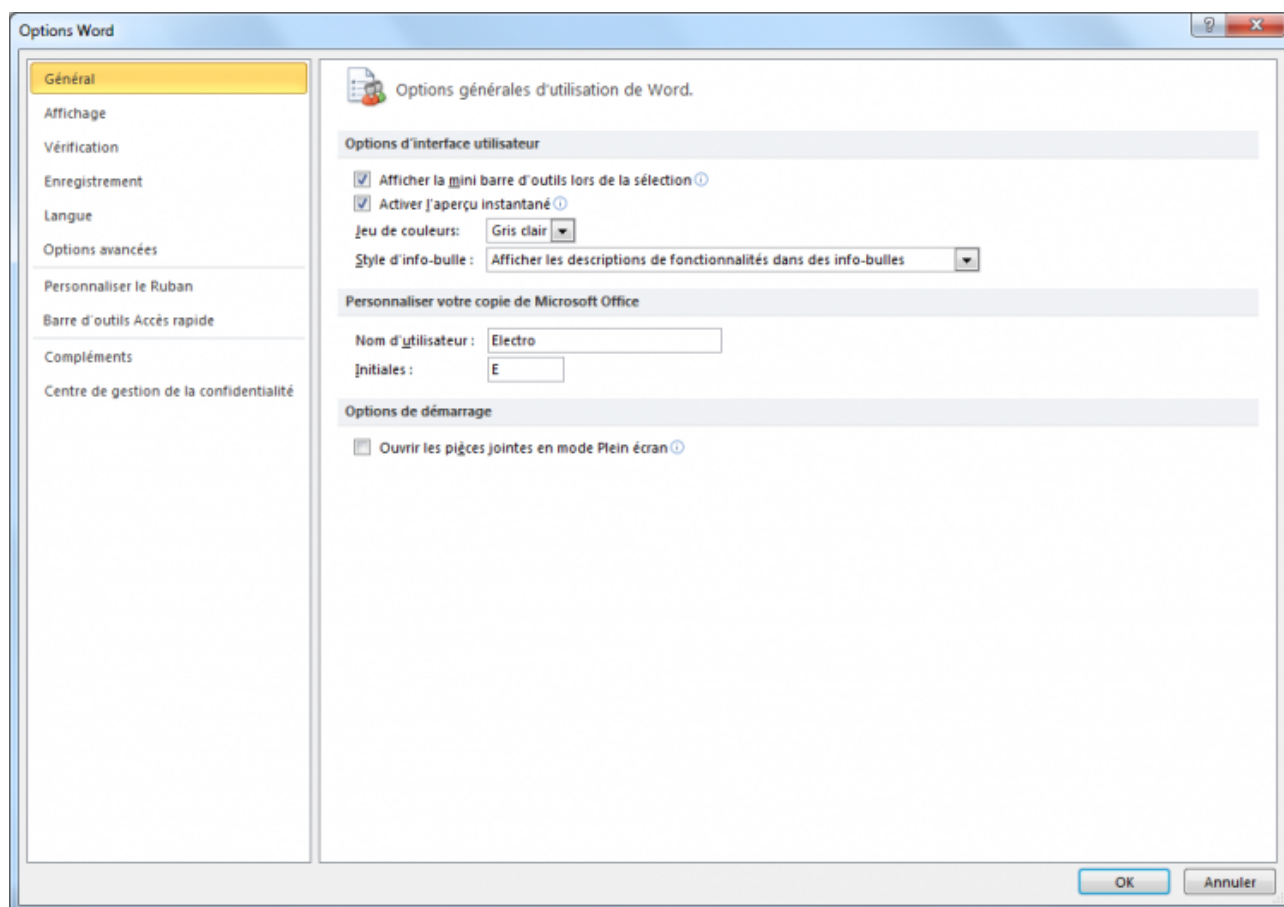 Options Word
Général
Affichage
Vérification
Enregistrement
Langue
Options avancées
Personnaliser le Ruban
Barre d'outils Accès rapide
Compléments
Centre de gestion de la confidentialité
Options générales d'utilisation de Word.
Options d'interface utilisateur
Afficher la mini barre d'outils lors de la sélection
Activer l'aperçu instantané
Jeu de couleurs: Gris clair
Style d'info-bulle : Afficher les descriptions de fonctionnalités dans des info-bulles
Personnaliser votre copie de Microsoft Office
Nom d'utilisateur : Electro
Initiales : E
Options de démarrage
Ouvrir les pièces jointes en mode Plein écran
OK Annuler